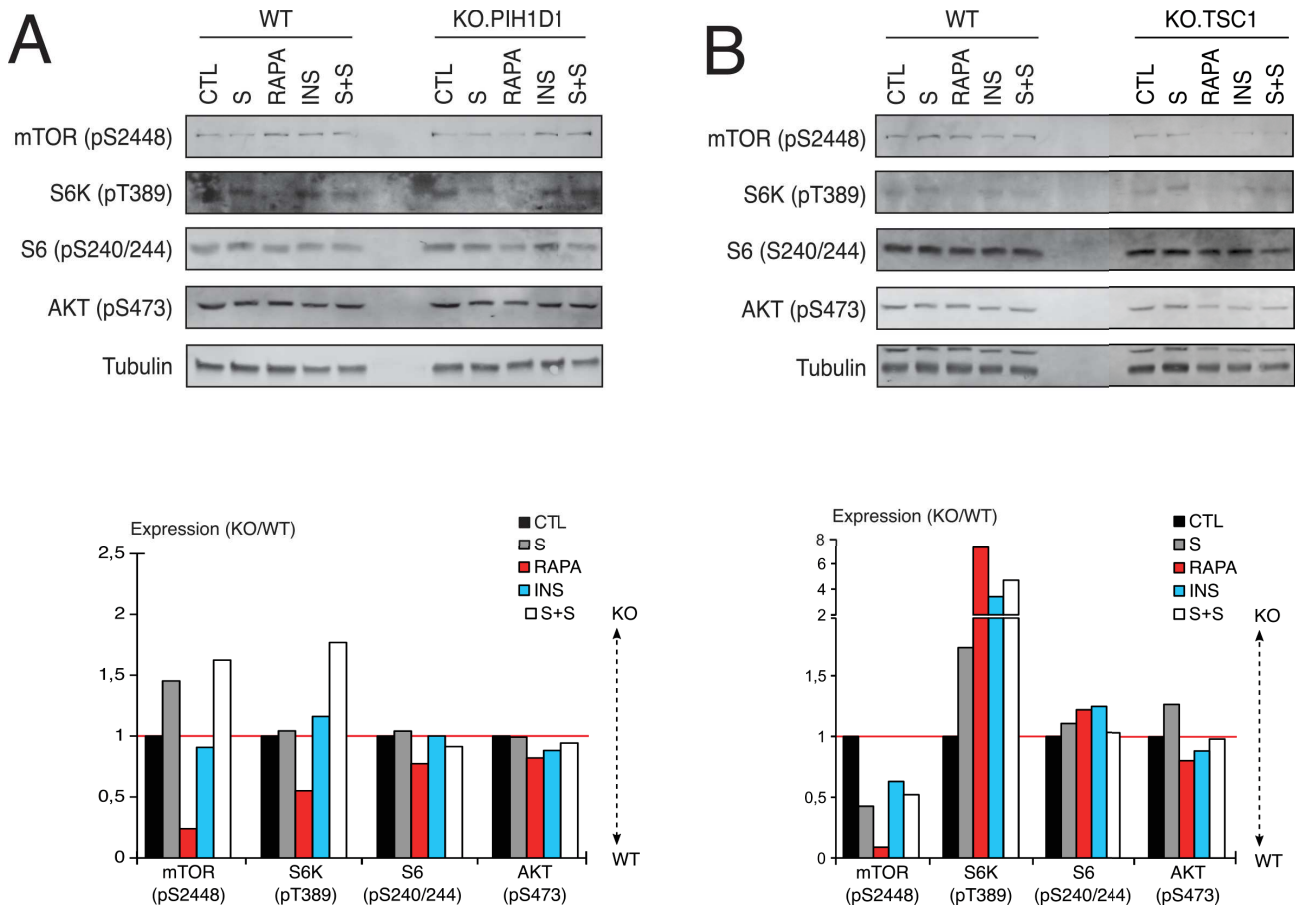 A
WT
KO.PIH1D1
CTL
S
RAPA
INS
S+S
CTL
S
RAPA
INS
S+S
mTOR (pS2448)
S6K (pT389)
S6 (pS240/244)
AKT (pS473)
Tubulin
Expression (KO/WT)
CTL
S
RAPA
INS
S+S
2,5
2
1,5
1
0,5
0
KO
WT
mTOR
(pS2448)
S6K
(pT389)
S6
(pS240/244)
AKT
(pS473)
B
WT
KO.TSC1
CTL
S
RAPA
INS
S+S
CTL
S
RAPA
INS
S+S
mTOR (pS2448)
S6K (pT389)
S6 (S240/244)
AKT (pS473)
Tubulin
Expression (KO/WT)
CTL
S
RAPA
INS
S+S
8
6
4
2
1,5
1
0,5
0
KO
WT
mTOR
(pS2448)
S6K
(pT389)
S6
(pS240/244)
AKT
(pS473)